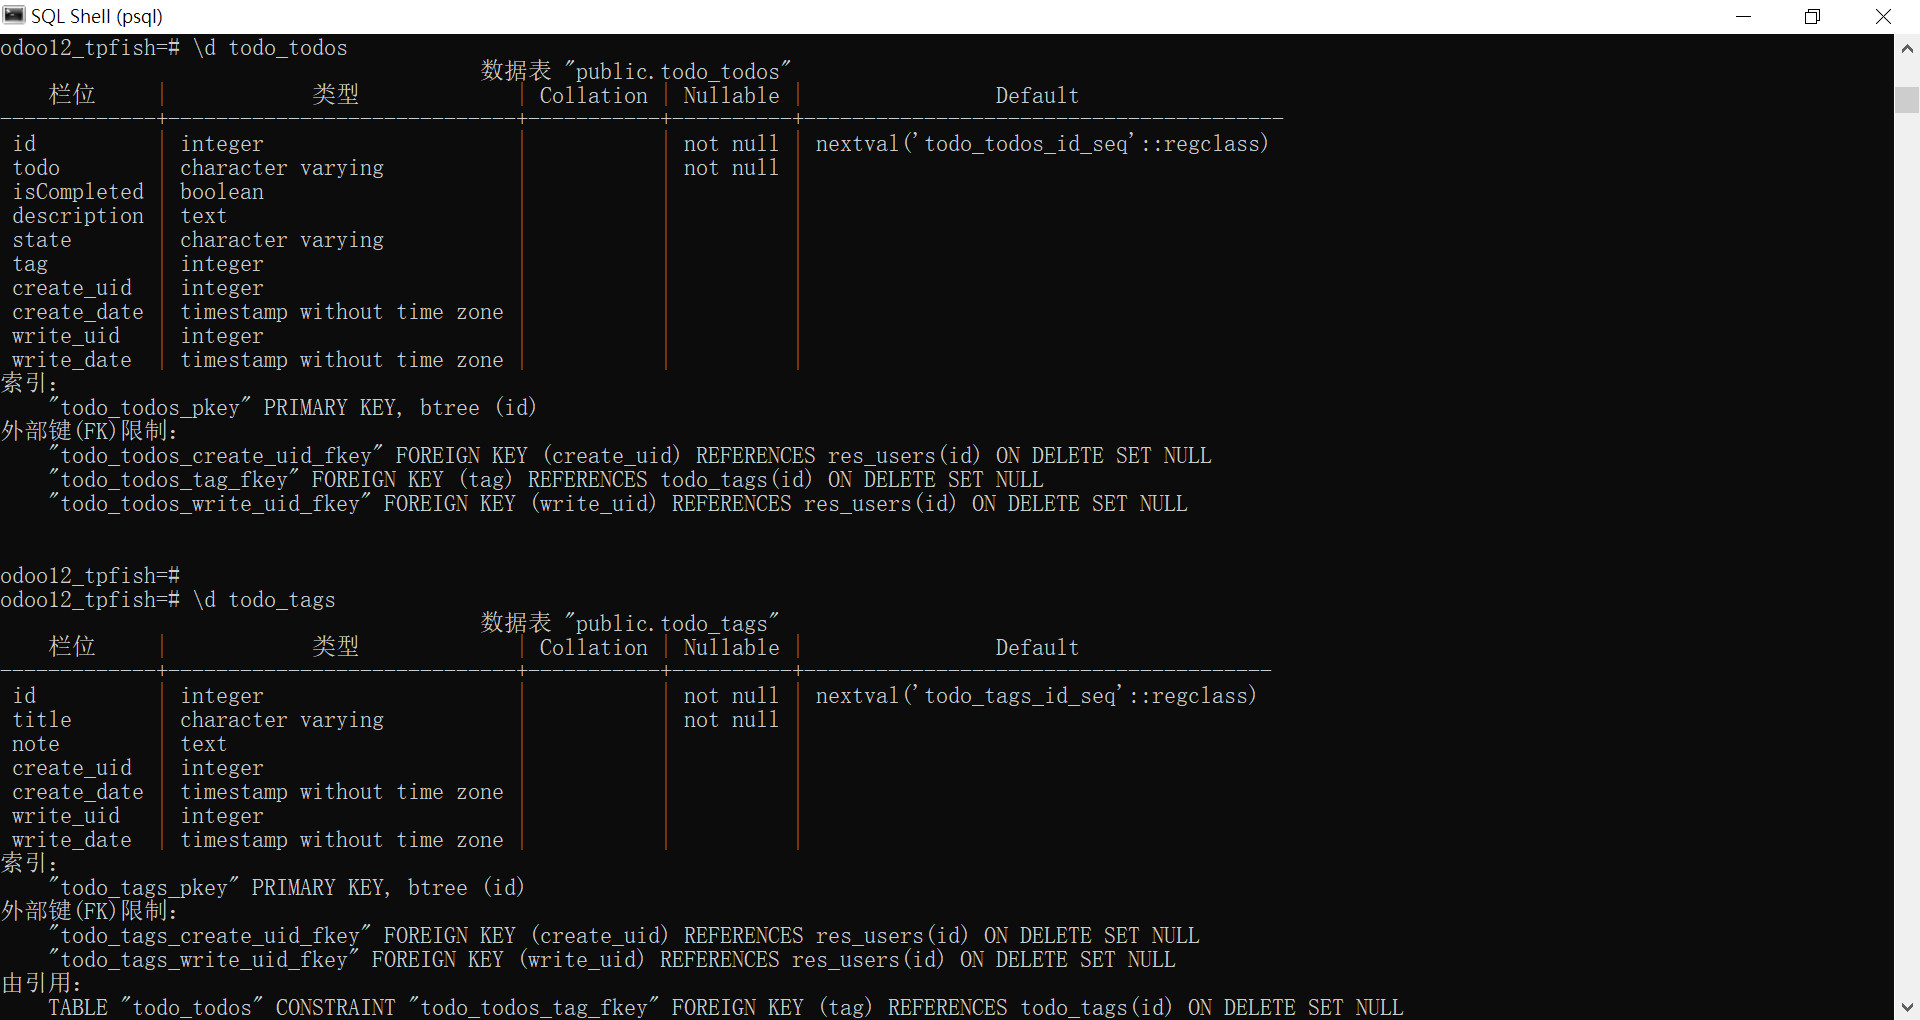 SQL Shell (psql)
odoo12_tpfish=# \d todo_todos
数据表 "public.todo_todos"
栏位 | 类型 | Collation | Nullable | Default
-------------+-----------------------------+-----------+----------+----------------------------------------
id | integer | | not null | nextval('todo_todos_id_seq'::regclass)
todo | character varying | | not null |
isCompleted | boolean | | |
description | text | | |
state | character varying | | |
tag | integer | | |
create_uid | integer | | |
create_date | timestamp without time zone | | |
write_uid | integer | | |
write_date | timestamp without time zone | | |
索引:
"todo_todos_pkey" PRIMARY KEY, btree (id)
外部键(FK)限制:
"todo_todos_create_uid_fkey" FOREIGN KEY (create_uid) REFERENCES res_users(id) ON DELETE SET NULL
"todo_todos_tag_fkey" FOREIGN KEY (tag) REFERENCES todo_tags(id) ON DELETE SET NULL
"todo_todos_write_uid_fkey" FOREIGN KEY (write_uid) REFERENCES res_users(id) ON DELETE SET NULL
odoo12_tpfish=#
odoo12_tpfish=# \d todo_tags
数据表 "public.todo_tags"
栏位 | 类型 | Collation | Nullable | Default
-------------+-----------------------------+-----------+----------+---------------------------------------
id | integer | | not null | nextval('todo_tags_id_seq'::regclass)
title | character varying | | not null |
note | text | | |
create_uid | integer | | |
create_date | timestamp without time zone | | |
write_uid | integer | | |
write_date | timestamp without time zone | | |
索引:
"todo_tags_pkey" PRIMARY KEY, btree (id)
外部键(FK)限制:
"todo_tags_create_uid_fkey" FOREIGN KEY (create_uid) REFERENCES res_users(id) ON DELETE SET NULL
"todo_tags_write_uid_fkey" FOREIGN KEY (write_uid) REFERENCES res_users(id) ON DELETE SET NULL
由引用:
TABLE "todo_todos" CONSTRAINT "todo_todos_tag_fkey" FOREIGN KEY (tag) REFERENCES todo_tags(id) ON DELETE SET NULL